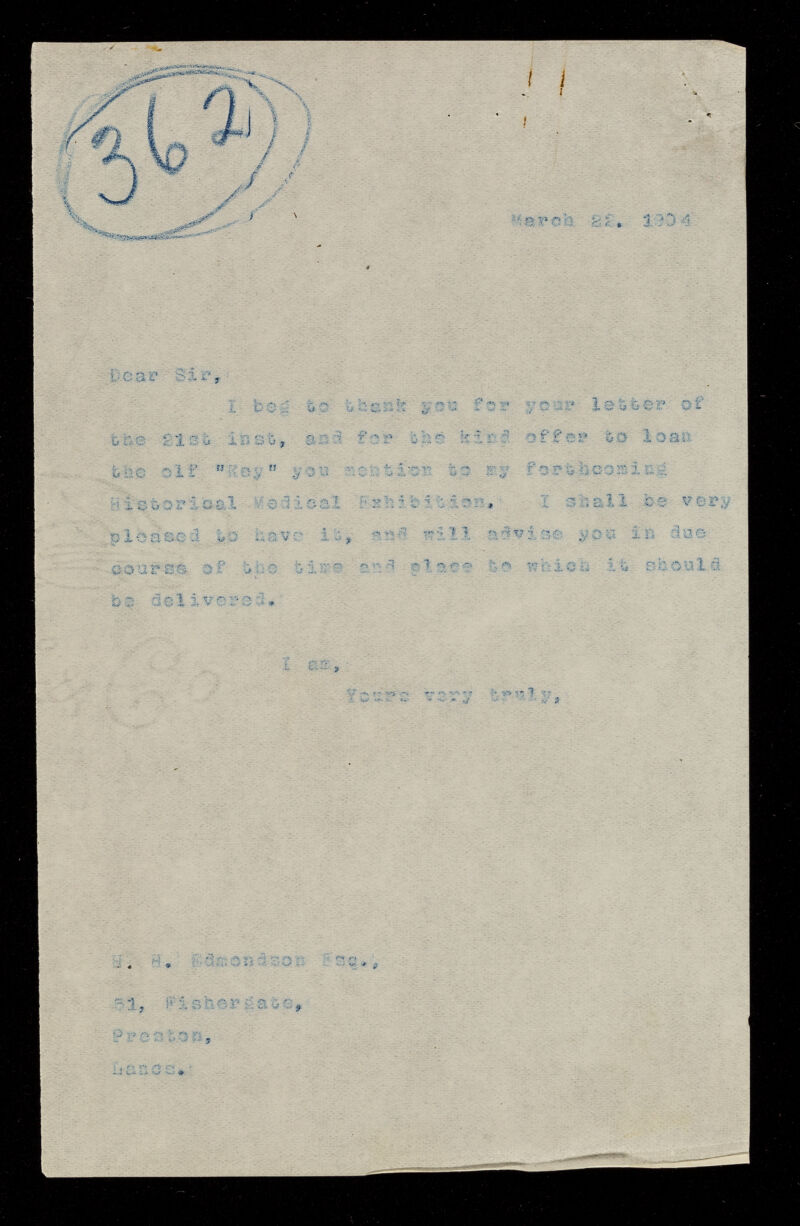 362
March 22. 1904
Dear Sir,
I beg to thank you for your letter of
the 21st inst, and for the kind offer to loan
the olf "Key" you mention to my forthcoming
Historical Medical Exhibition. I shall be very
pleased to have it, and will advise you in due
course of the time and place to which it should
be delivered.
I am,
Yours very truly,
H. Edmondson Esq.,
51, Fishergate,
Preston,
Lancs.